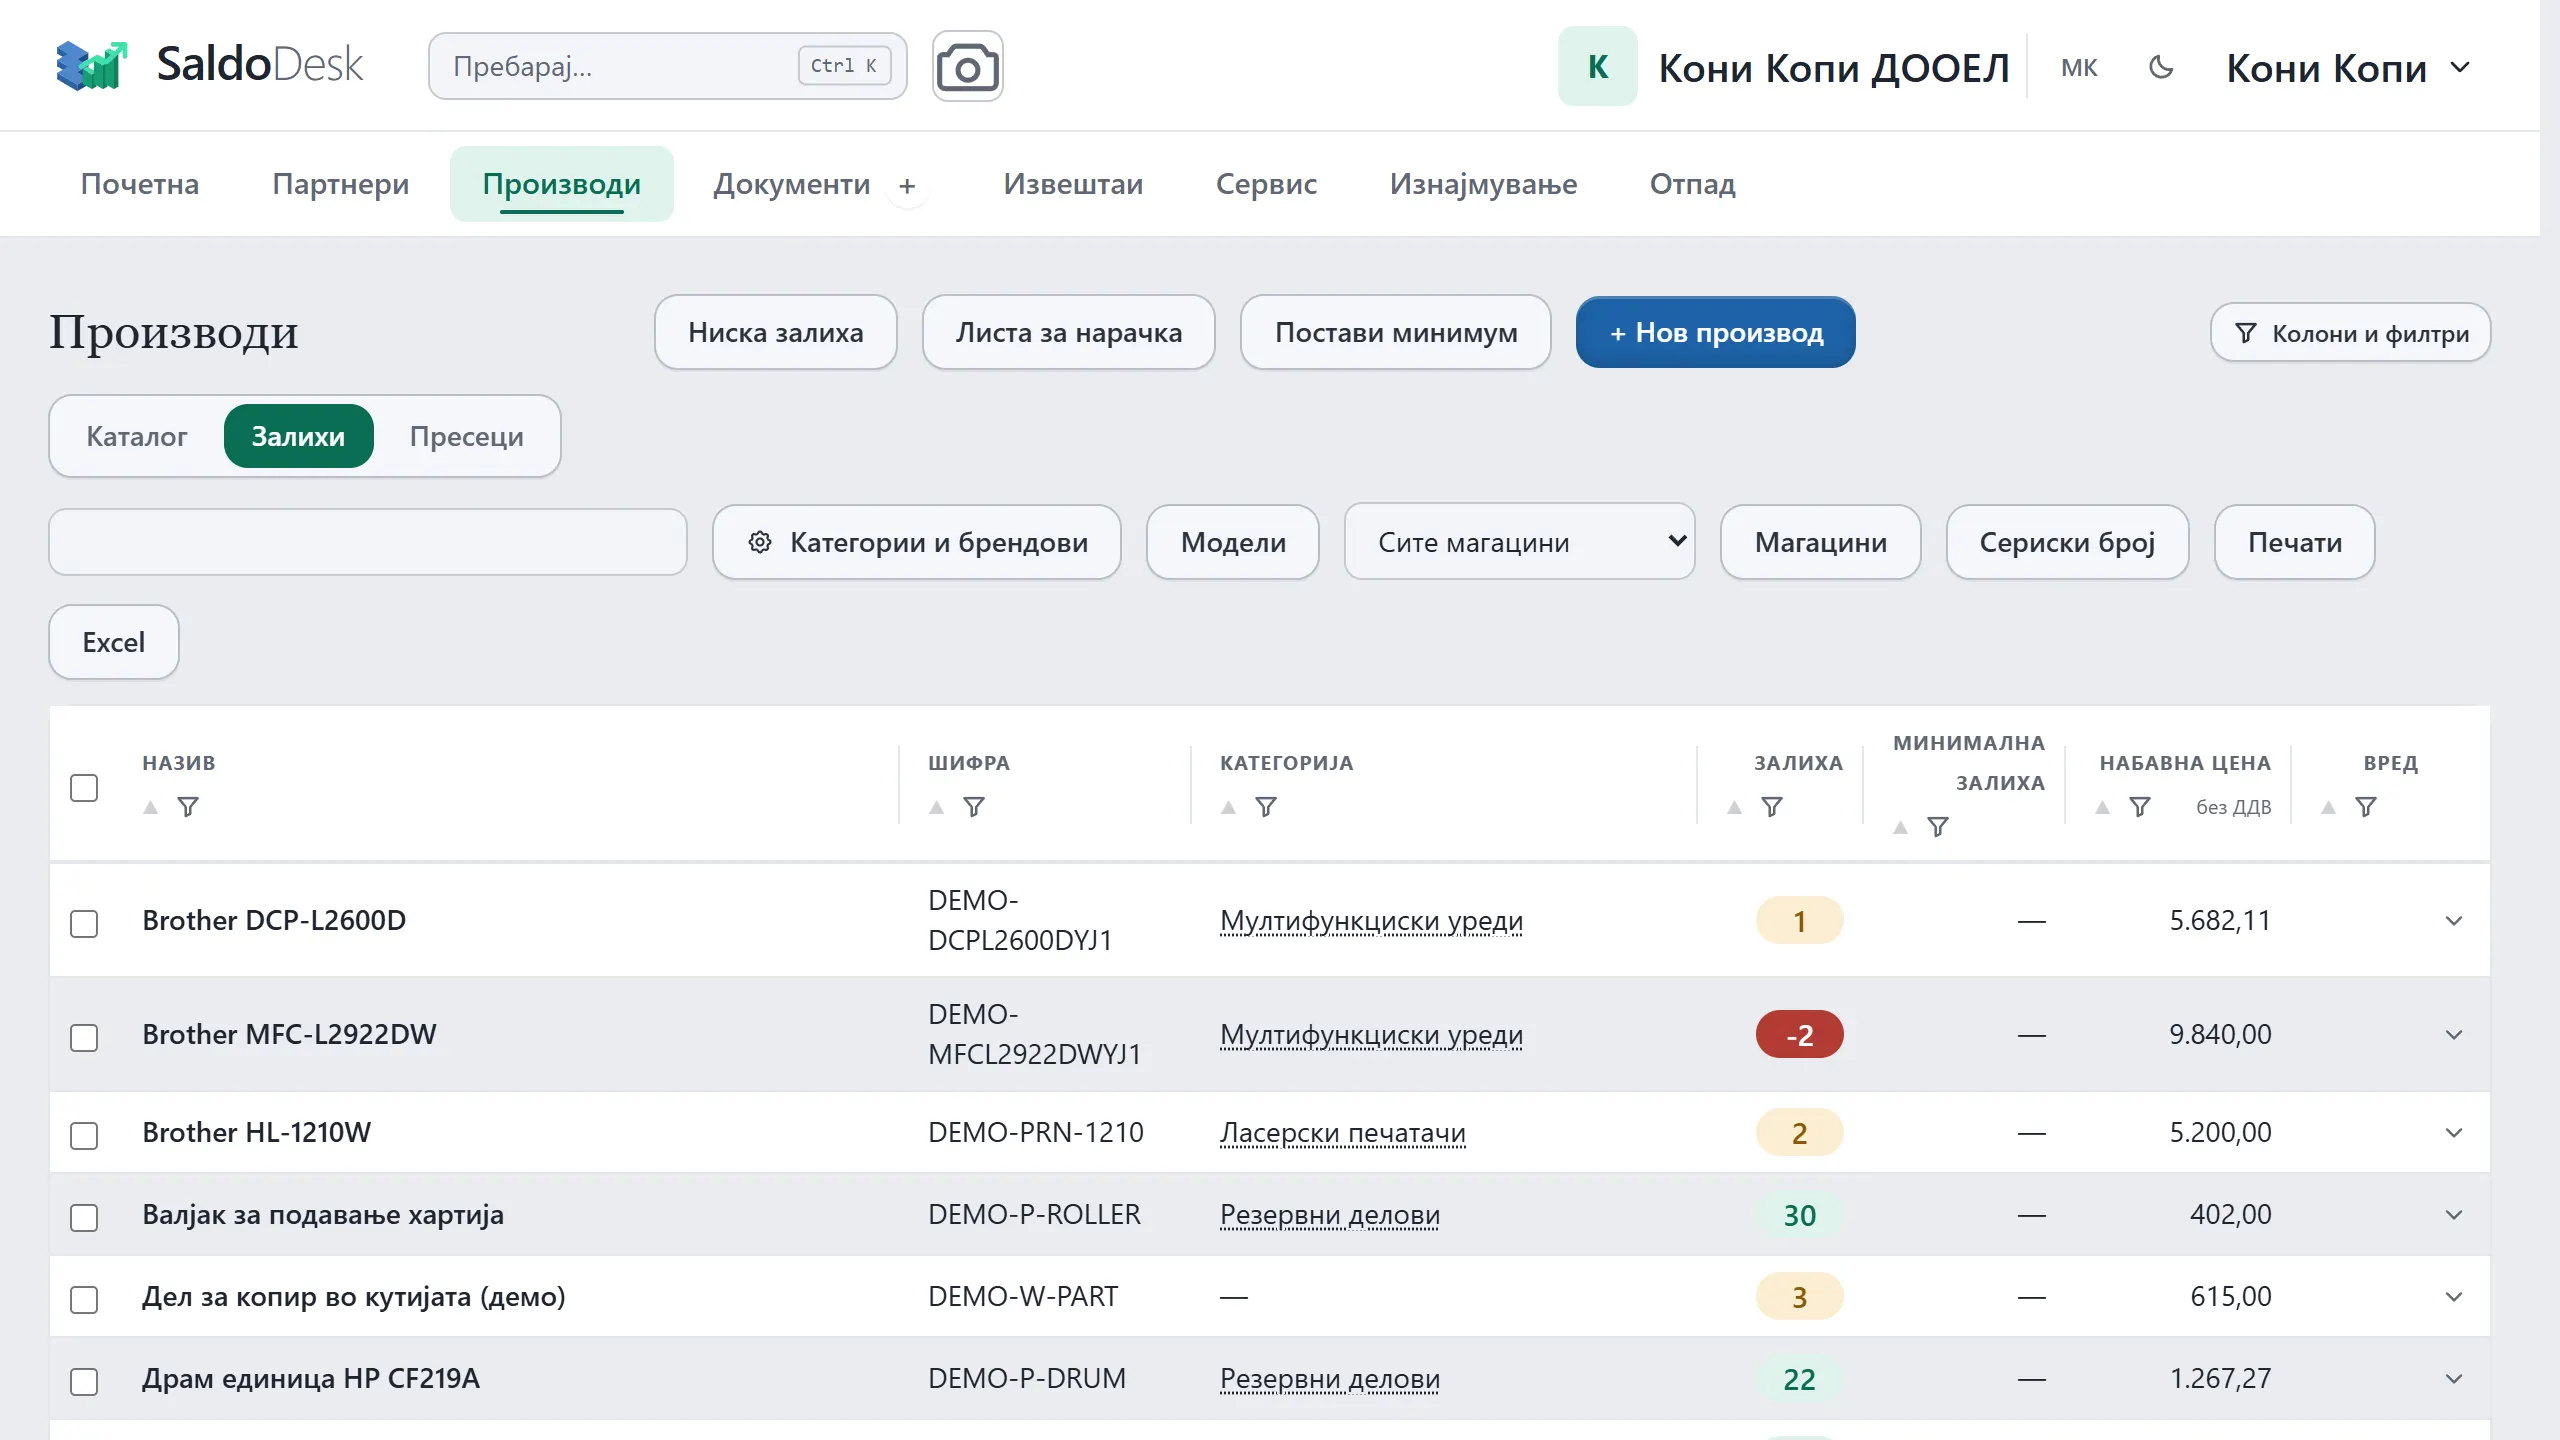 SaldoDesk
Пребарај...
Ctrl K
К
Кони Копи ДООЕЛ
МК
Кони Копи
Почетна
Партнери
Производи
Документи
+
Извештаи
Сервис
Изнајмување
Отпад
Производи
Ниска залиха
Листа за нарачка
Постави минимум
+ Нов производ
Колони и филтри
Каталог
Залихи
Пресеци
Категории и брендови
Модели
Сите магацини
Магацини
Сериски број
Печати
Excel
НАЗИВ
ШИФРА
КАТЕГОРИЈА
ЗАЛИХА
МИНИМАЛНА
ЗАЛИХА
НАБАВНА ЦЕНА
без ДДВ
ВРЕД
Brother DCP-L2600D
DEMO-
DCPL2600DYJ1
Мултифункциски уреди
1
—
5.682,11
Brother MFC-L2922DW
DEMO-
MFCL2922DWYJ1
Мултифункциски уреди
-2
—
9.840,00
Brother HL-1210W
DEMO-PRN-1210
Ласерски печатачи
2
—
5.200,00
Валјак за подавање хартија
DEMO-P-ROLLER
Резервни делови
30
—
402,00
Дел за копир во кутијата (демо)
DEMO-W-PART
—
3
—
615,00
Драм единица HP CF219A
DEMO-P-DRUM
Резервни делови
22
—
1.267,27